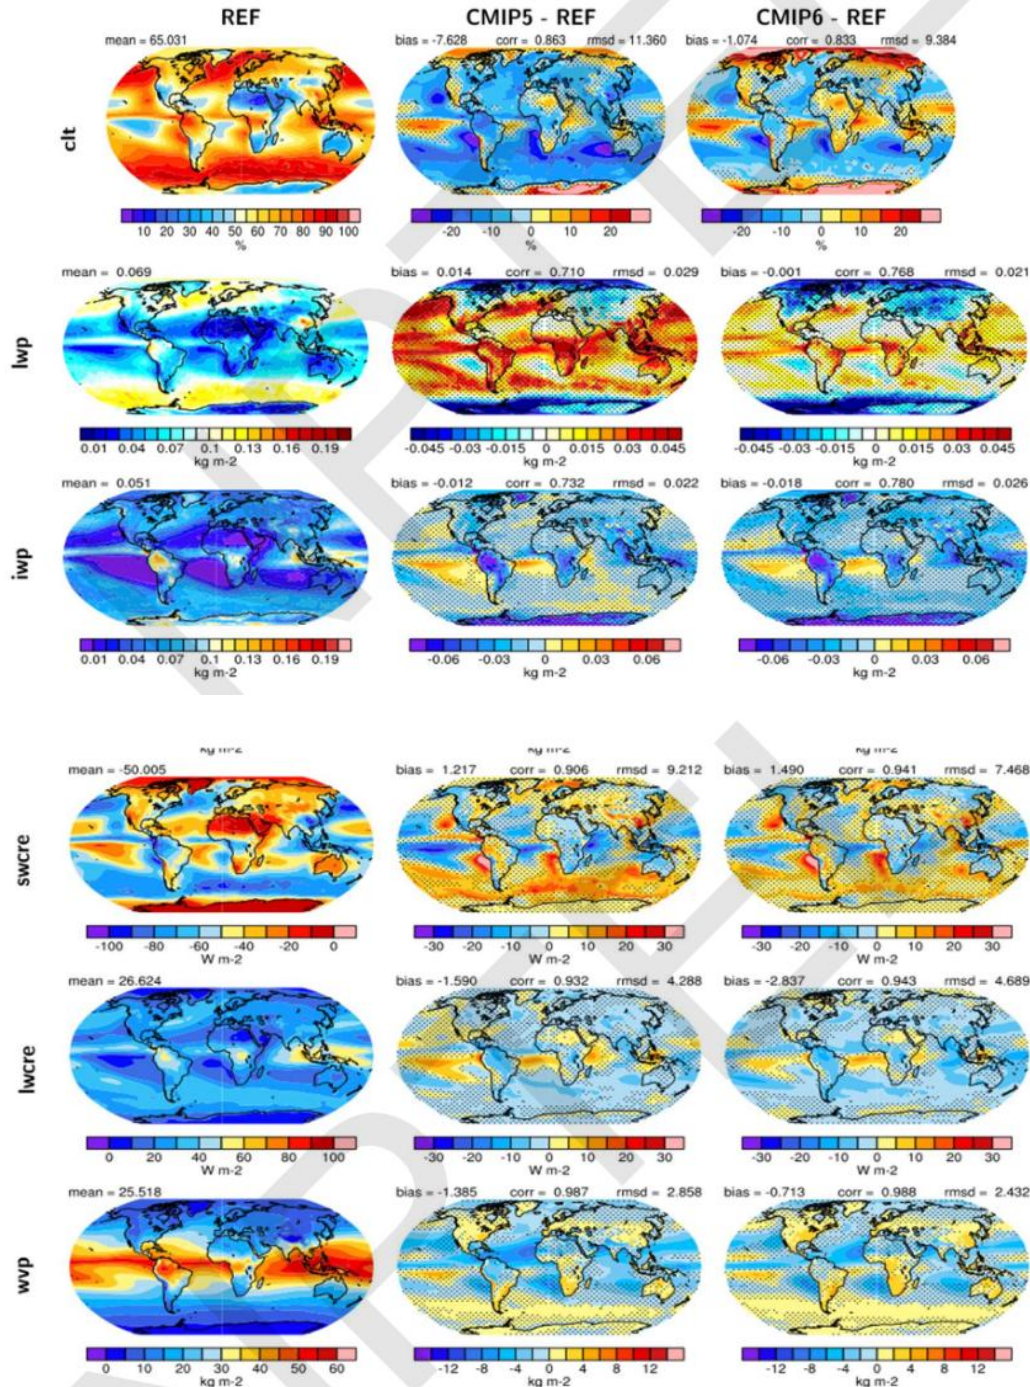 REF CMIP5 - REF CMIP6 - REF
mean = 65.031 bias = -7.628 corr = 0.863 rmsd = 11.360 bias = -1.074 corr = 0.833 rmsd = 9.384
clt
10 20 30 40 50 60 70 80 90 100 -20 -10 0 10 20 -20 -10 0 10 20
% % %
mean = 0.069 bias = 0.014 corr = 0.710 rmsd = 0.029 bias = -0.001 corr = 0.768 rmsd = 0.021
lwp
0.01 0.04 0.07 0.1 0.13 0.16 0.19 -0.045 -0.03 -0.015 0 0.015 0.03 0.045 -0.045 -0.03 -0.015 0 0.015 0.03 0.045
kg m-2 kg m-2 kg m-2
mean = 0.051 bias = -0.012 corr = 0.732 rmsd = 0.022 bias = -0.018 corr = 0.780 rmsd = 0.026
iwp
0.01 0.04 0.07 0.1 0.13 0.16 0.19 -0.06 -0.03 0 0.03 0.06 -0.06 -0.03 0 0.03 0.06
kg m-2 kg m-2 kg m-2
kg m-2 kg m-2 kg m-2
mean = -50.005 bias = 1.217 corr = 0.906 rmsd = 9.212 bias = 1.490 corr = 0.941 rmsd = 7.468
swcre
-100 -80 -60 -40 -20 0 -30 -20 -10 0 10 20 30 -30 -20 -10 0 10 20 30
W m-2 W m-2 W m-2
mean = 26.624 bias = -1.590 corr = 0.932 rmsd = 4.288 bias = -2.837 corr = 0.943 rmsd = 4.689
lwcre
0 20 40 60 80 100 -30 -20 -10 0 10 20 30 -30 -20 -10 0 10 20 30
W m-2 W m-2 W m-2
mean = 25.518 bias = -1.385 corr = 0.987 rmsd = 2.858 bias = -0.713 corr = 0.988 rmsd = 2.432
wvp
0 10 20 30 40 50 60 -12 -8 -4 0 4 8 12 -12 -8 -4 0 4 8 12
kg m-2 kg m-2 kg m-2